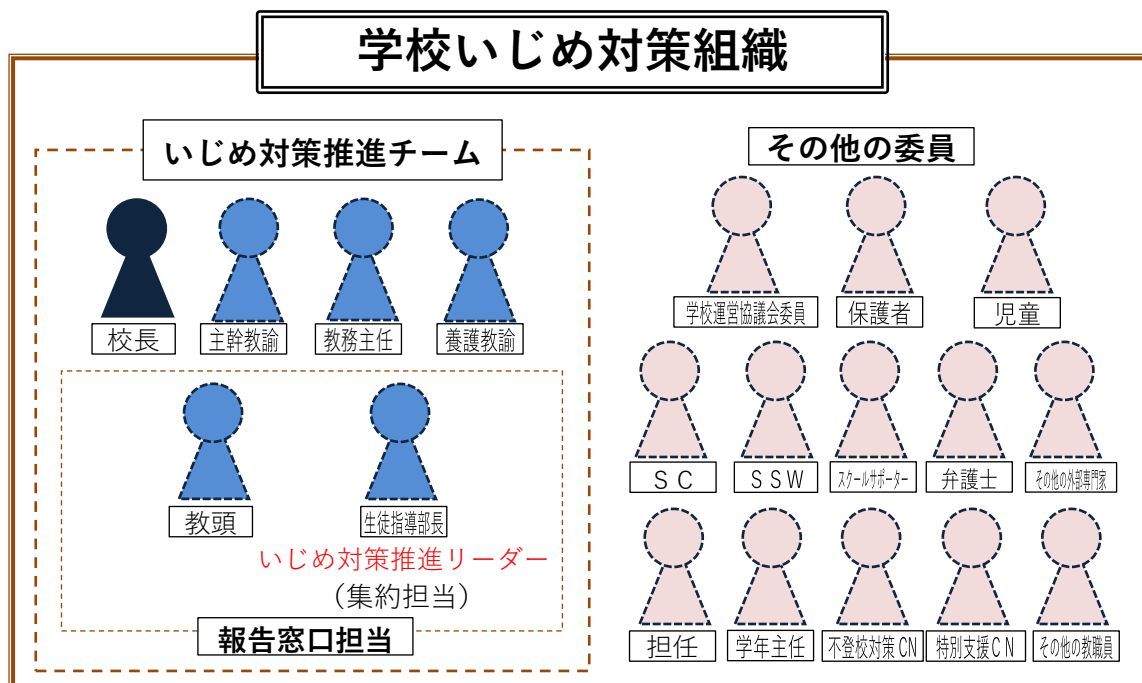 学校いじめ対策組織
いじめ対策推進チーム
校長
主幹教諭
教務主任
養護教諭
教頭
生徒指導部長
いじめ対策推進リーダー
（集約担当）
報告窓口担当
その他の委員
学校運営協議会委員
保護者
児童
ＳＣ
ＳＳＷ
スクールサポーター
弁護士
その他の外部専門家
担任
学年主任
不登校対策CN
特別支援CN
その他の教職員